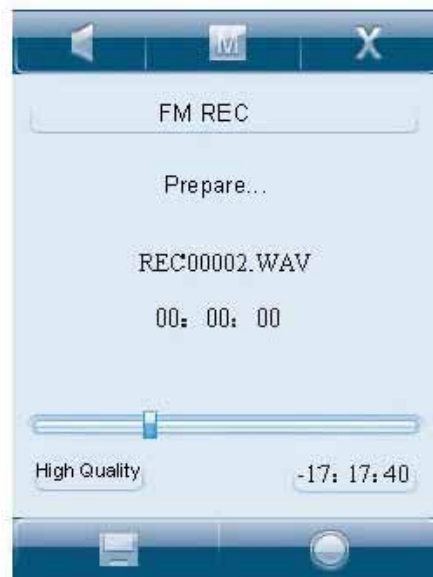 M X
FM REC
Prepare...
REC00002.WAV
00: 00: 00
High Quality -17: 17:40